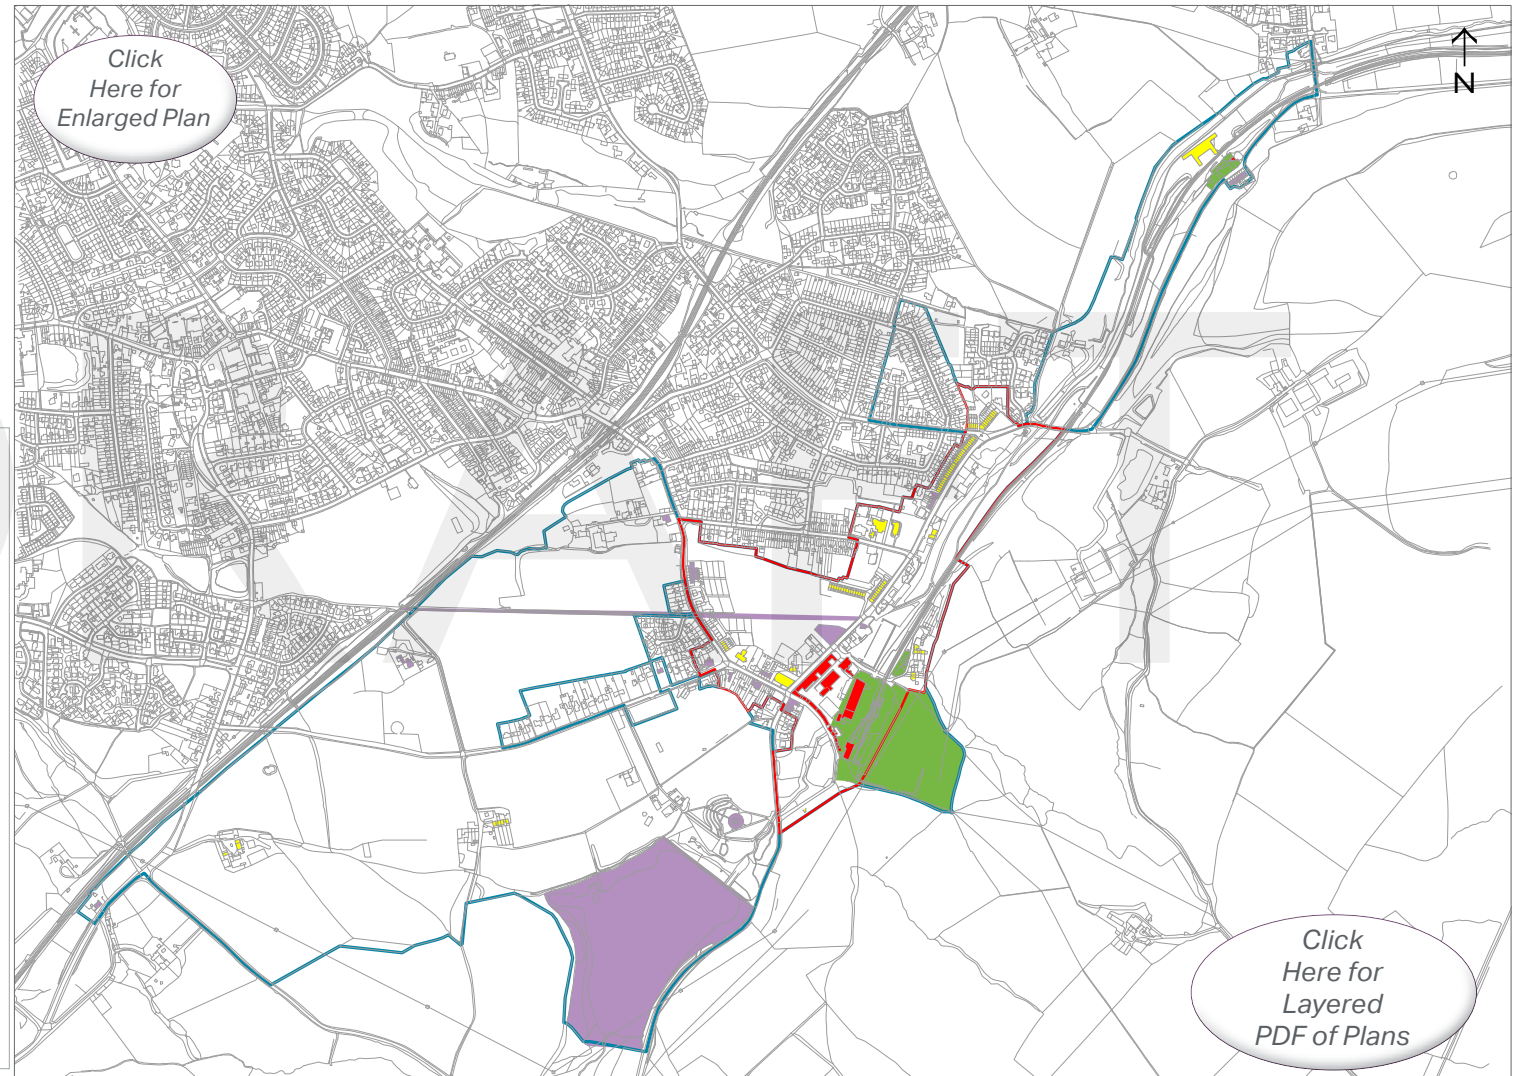 Click
Here for
Enlarged Plan
N
Click
Here for
Layered
PDF of Plans